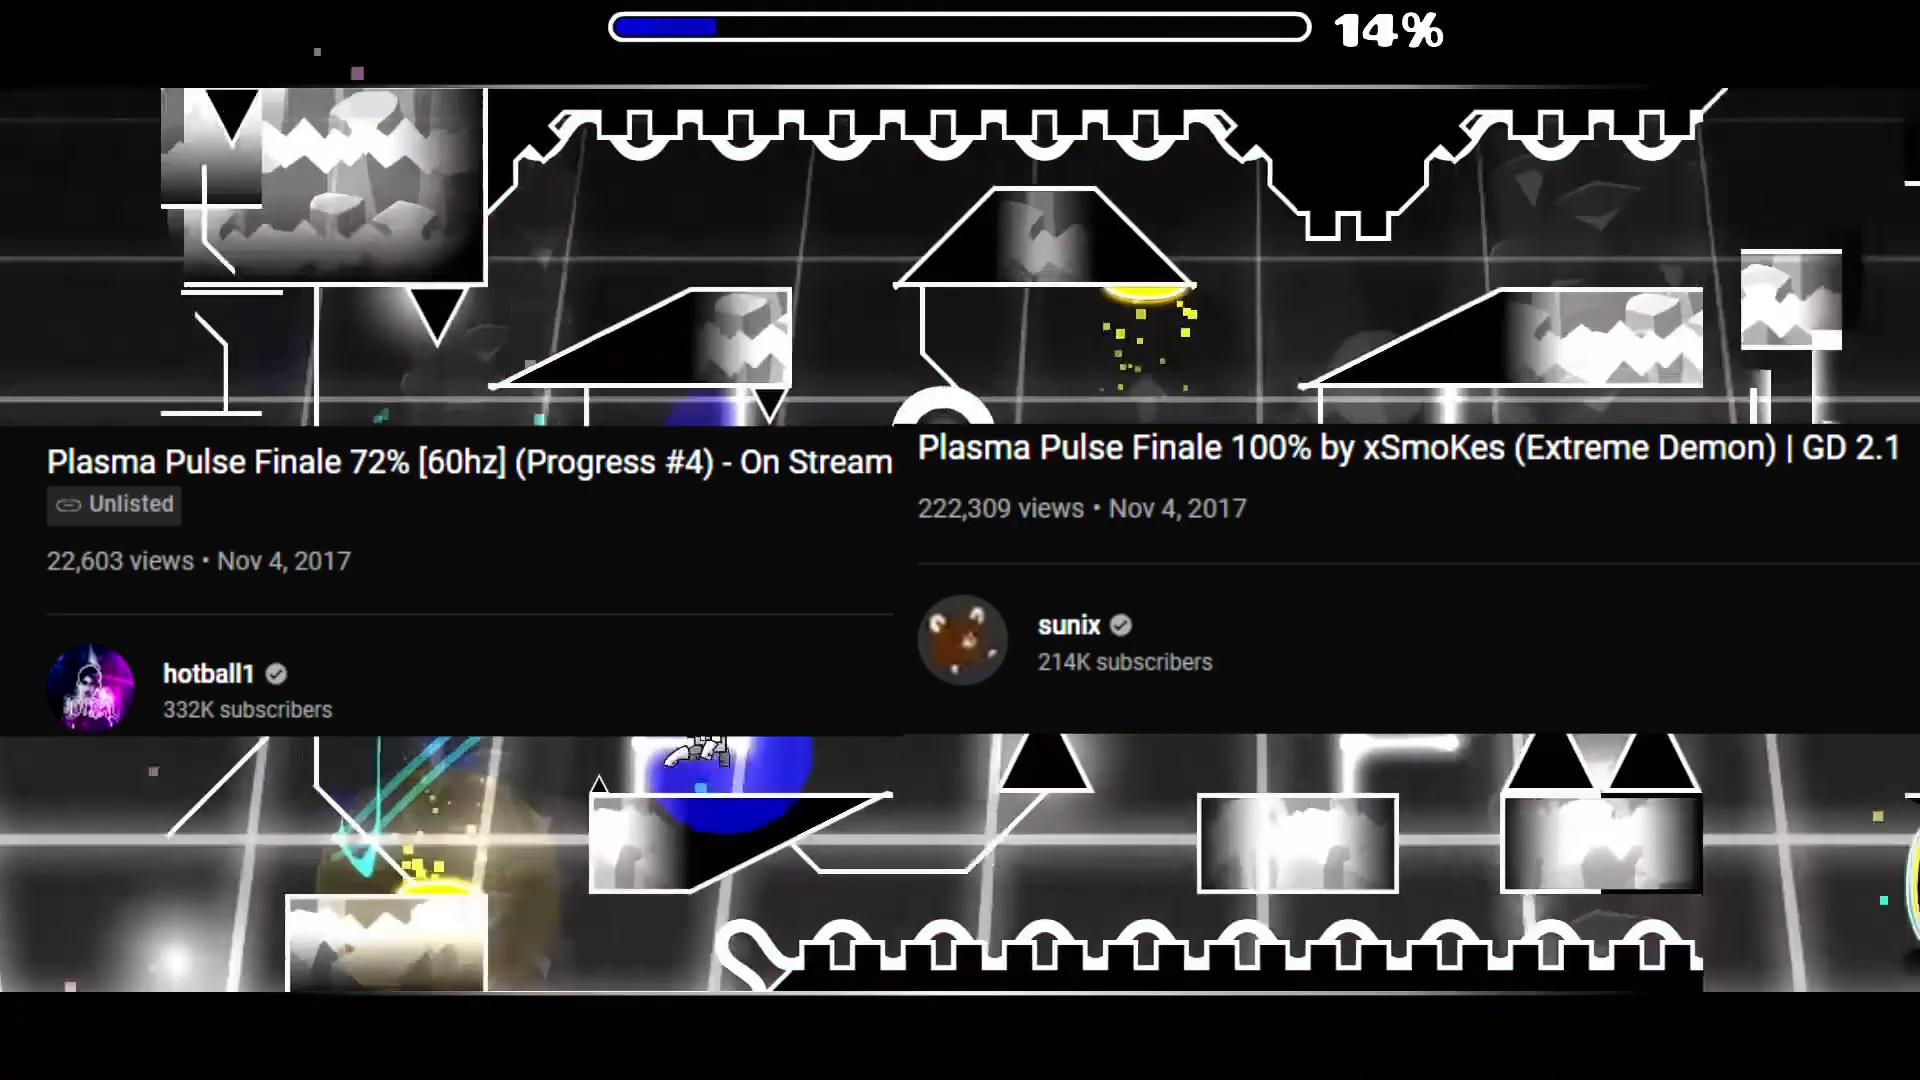 14%
Plasma Pulse Finale 72% [60hz] (Progress #4) - On Stream
Unlisted
22,603 views • Nov 4, 2017
hotball1
332K subscribers
Plasma Pulse Finale 100% by xSmoKes (Extreme Demon) | GD 2.1
222,309 views • Nov 4, 2017
sunix
214K subscribers